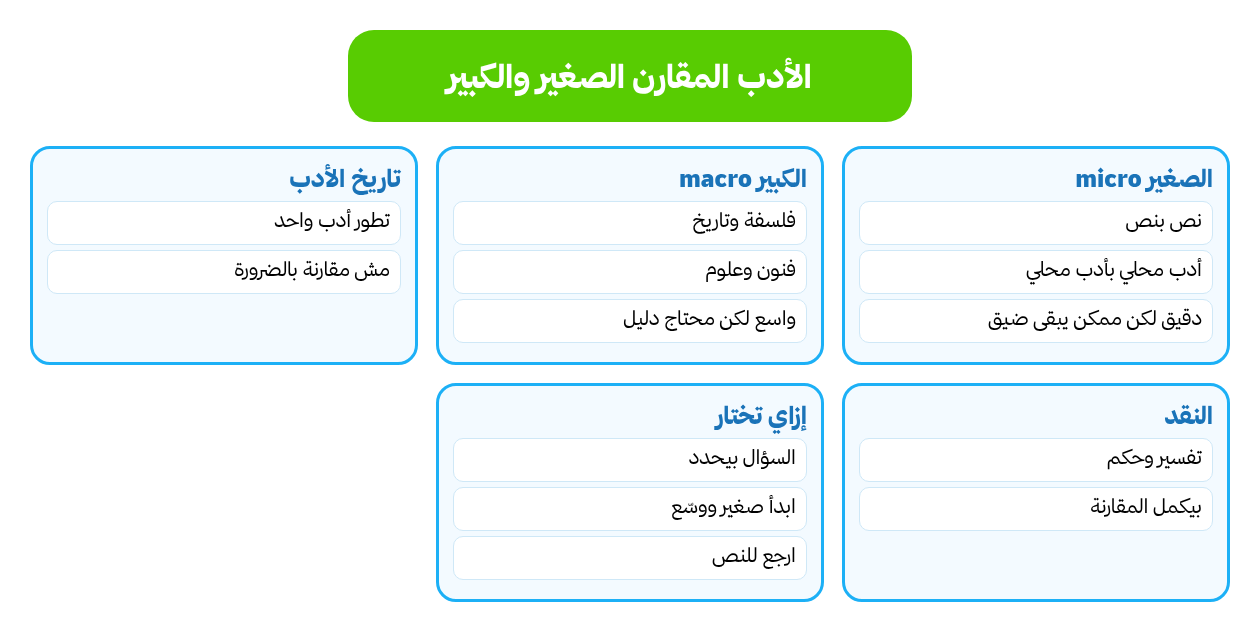 الأدب المقارن الصغير والكبير
الصغير micro
نص بنص
أدب محلي بأدب محلي
دقيق لكن ممكن يبقى ضيق
الكبير macro
فلسفة وتاريخ
فنون وعلوم
واسع لكن محتاج دليل
تاريخ الأدب
تطور أدب واحد
مش مقارنة بالضرورة
النقد
تفسير وحكم
بيكمل المقارنة
إزاي تختار
السؤال بيحدد
ابدأ صغير ووسّع
ارجع للنص